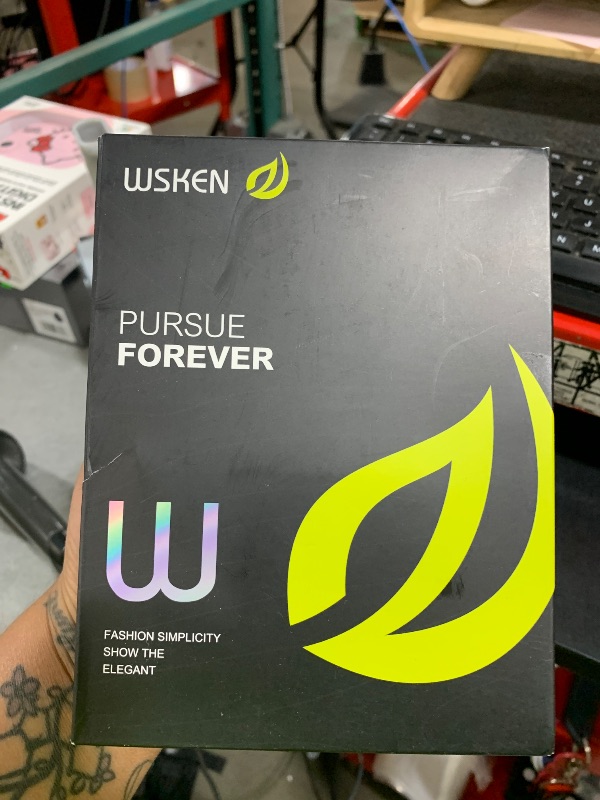 WSKEN
PURSUE
FOREVER
W
FASHION SIMPLICITY
SHOW THE
ELEGANT